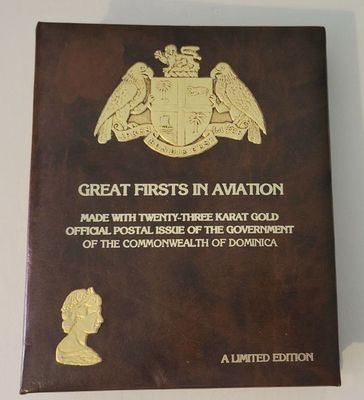 GREAT FIRSTS IN AVIATION
MADE WITH TWENTY-THREE KARAT GOLD
OFFICIAL POSTAL ISSUE OF THE GOVERNMENT
OF THE COMMONWEALTH OF DOMINICA
A LIMITED EDITION